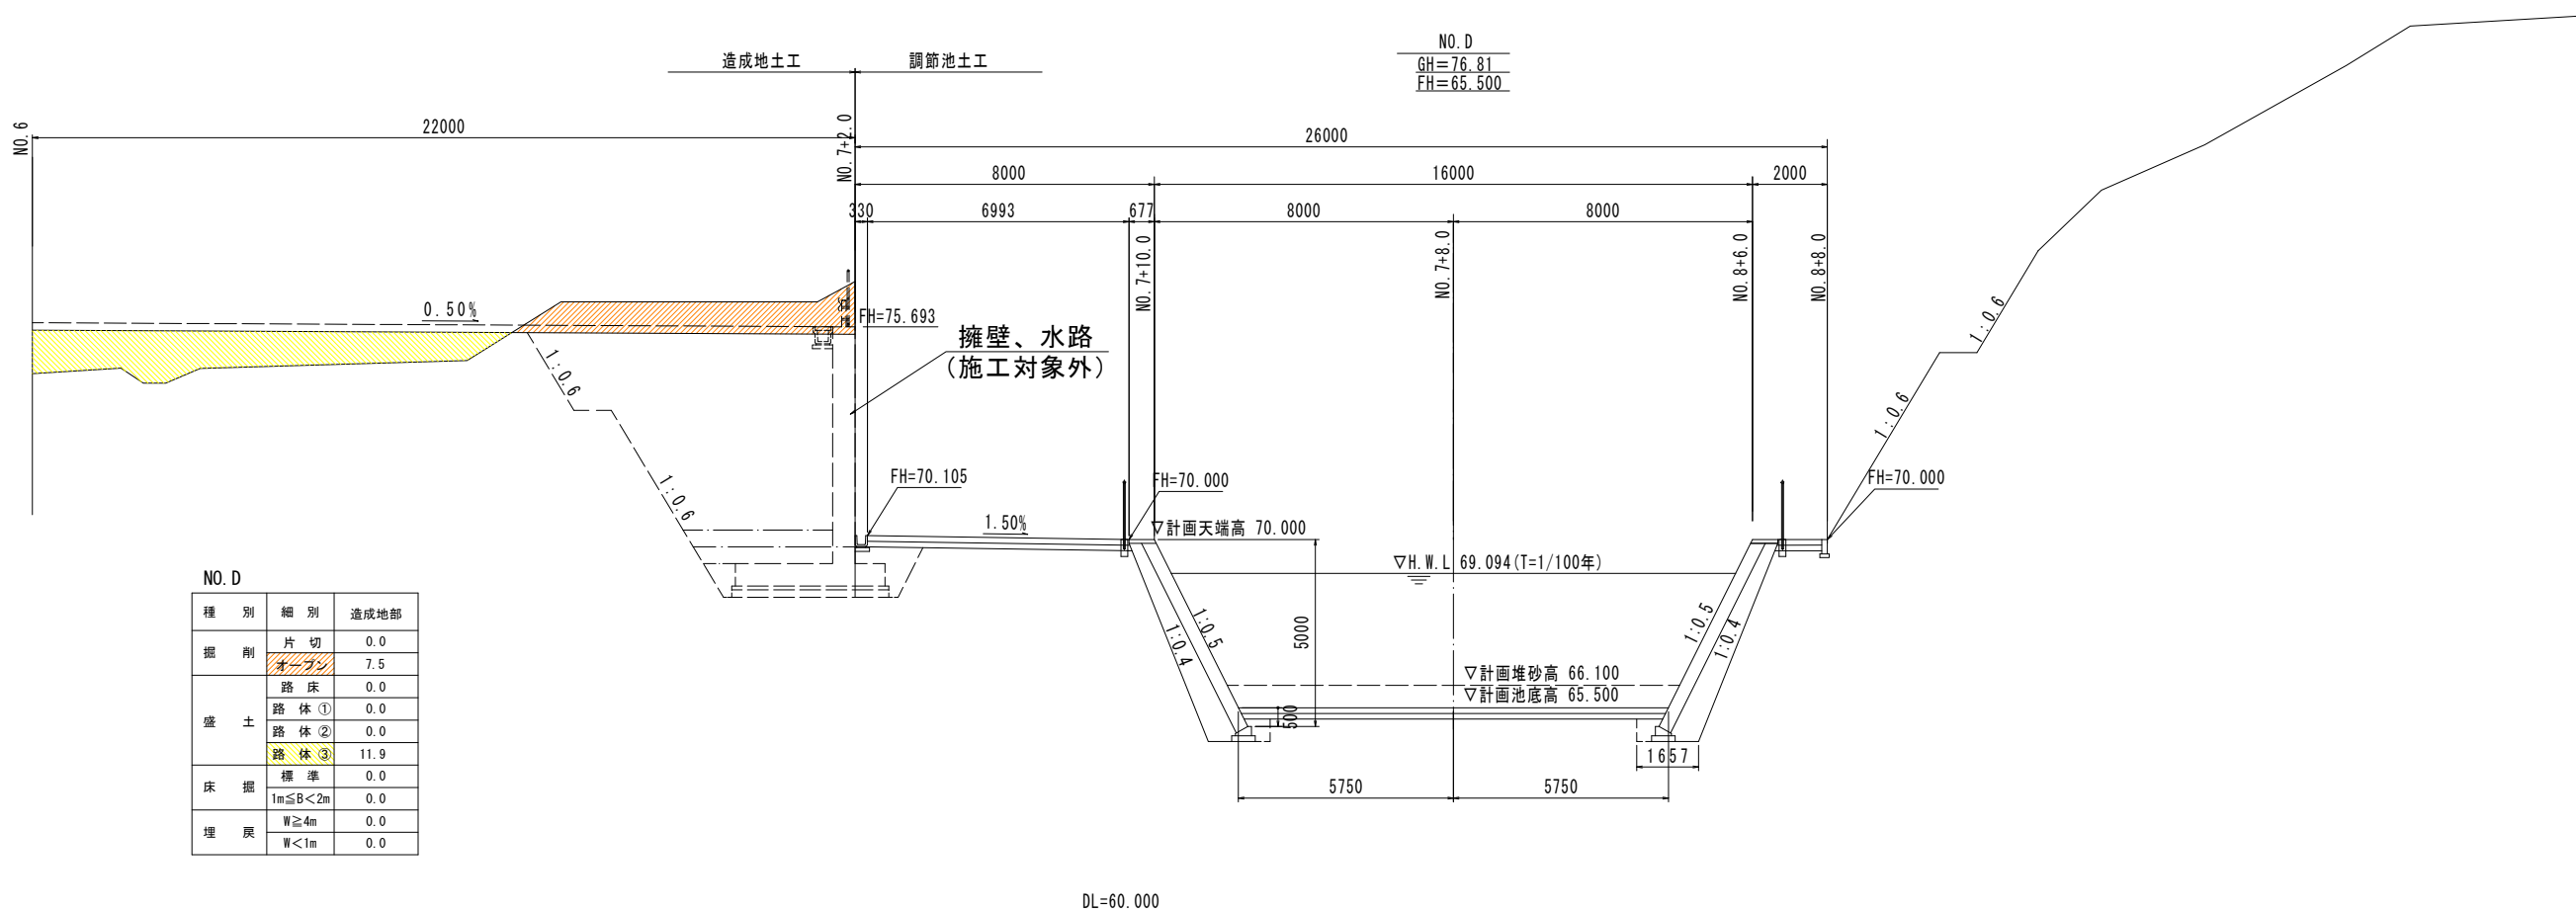 NO.D
GH=76.81
FH=65.500
造成地土工
調節池土工
NO.6
22000
NO.7+2.0
26000
8000
16000
2000
330
6993
677
8000
8000
NO.7+10.0
NO.7+8.0
NO.8+6.0
NO.8+8.0
0.50%
FH=75.693
擁壁、水路
(施工対象外)
1:0.6
1:0.6
1:0.6
1:0.6
FH=70.105
FH=70.000
FH=70.000
1.50%
▽計画天端高 70.000
▽H.W.L 69.094(T=1/100年)
1:0.5
1:0.4
5000
1:0.5
1:0.4
▽計画堆砂高 66.100
▽計画池底高 65.500
500
1657
5750
5750
NO.D
種 別 細 別 造成地部
掘 削 片 切 0.0
オープン 7.5
盛 土 路 床 0.0
路 体 ① 0.0
路 体 ② 0.0
路 体 ③ 11.9
床 掘 標 準 0.0
1m≦B<2m 0.0
埋 戻 W≧4m 0.0
W<1m 0.0
DL=60.000